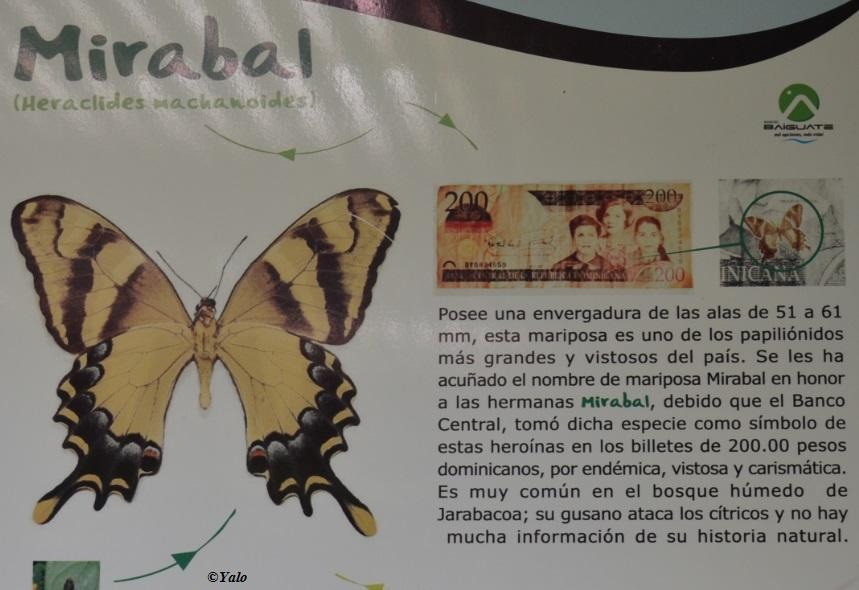 Mirabal
(Heraclides machanoides)
BAIGUATE
200
200
BANCO CENTRAL DE LA REPUBLICA DOMINICANA
200
INICANA
Posee una envergadura de las alas de 51 a 61
mm, esta mariposa es uno de los papiliónidos
más grandes y vistosos del país. Se les ha
acuñado el nombre de mariposa Mirabal en honor
a las hermanas Mirabal, debido que el Banco
Central, tomó dicha especie como símbolo de
estas heroínas en los billetes de 200.00 pesos
dominicanos, por endémica, vistosa y carismática.
Es muy común en el bosque húmedo de
Jarabacoa; su gusano ataca los cítricos y no hay
mucha información de su historia natural.
©Yalo